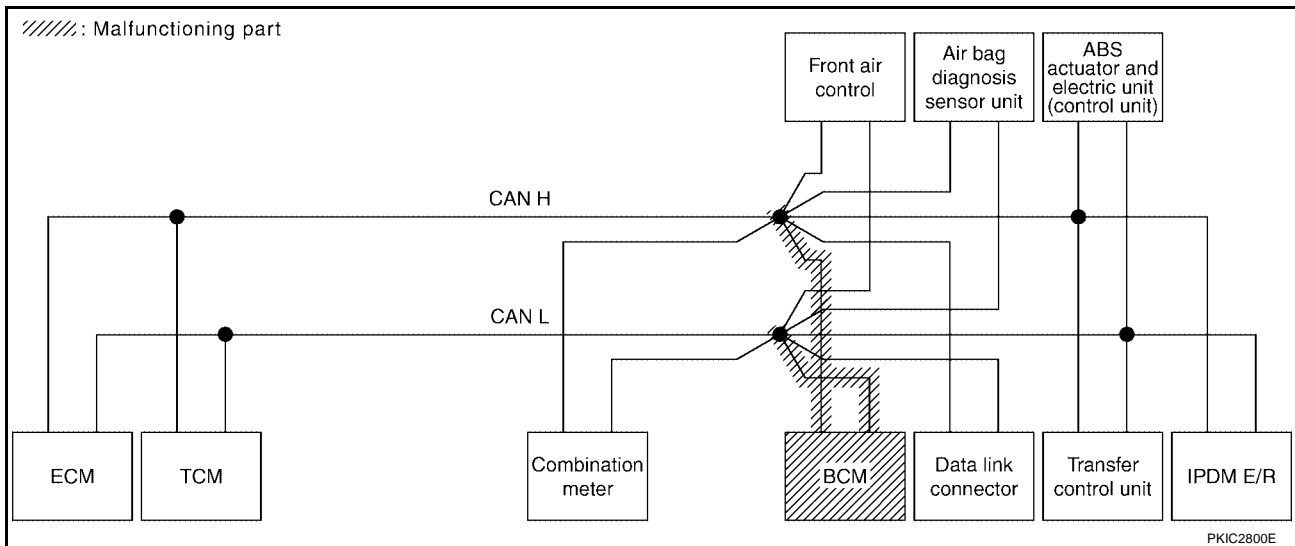 : Malfunctioning part
Front air
control
Air bag
diagnosis
sensor unit
ABS
actuator and
electric unit
(control unit)
CAN H
CAN L
ECM
TCM
Combination
meter
BCM
Data link
connector
Transfer
control unit
IPDM E/R
PKIC2800E